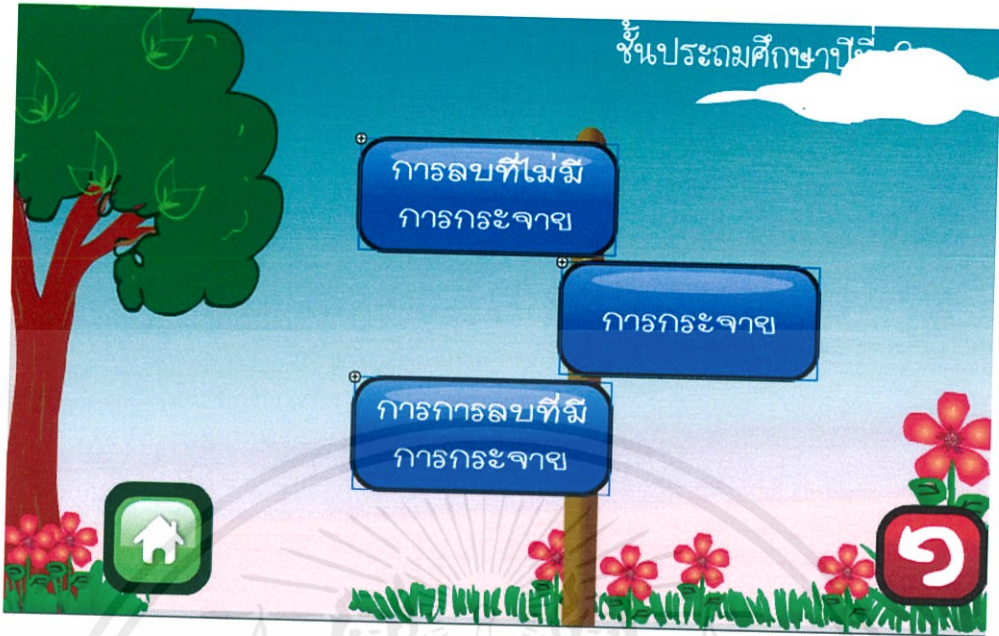 ชั้นประถมศึกษาปีที่
การลบที่ไม่มี
การกระจาย
การกระจาย
การการลบที่มี
การกระจาย